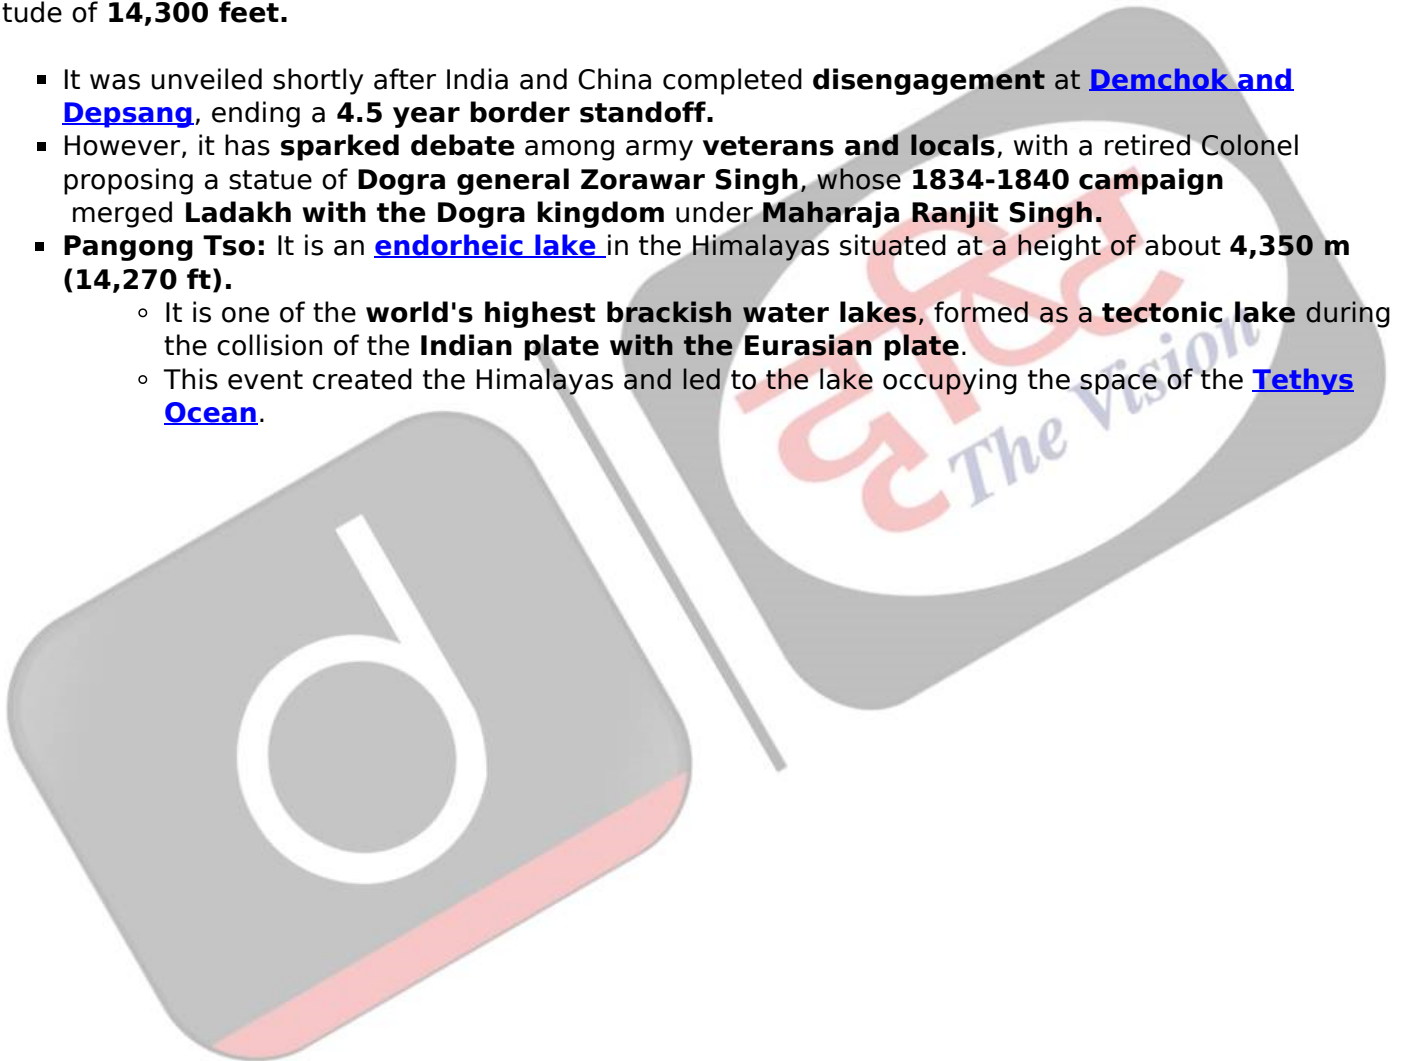 tude of 14,300 feet.
▪ It was unveiled shortly after India and China completed disengagement at Demchok and
Depsang, ending a 4.5 year border standoff.
▪ However, it has sparked debate among army veterans and locals, with a retired Colonel
proposing a statue of Dogra general Zorawar Singh, whose 1834-1840 campaign
merged Ladakh with the Dogra kingdom under Maharaja Ranjit Singh.
▪ Pangong Tso: It is an endorheic lake in the Himalayas situated at a height of about 4,350 m
(14,270 ft).
◦ It is one of the world's highest brackish water lakes, formed as a tectonic lake during
the collision of the Indian plate with the Eurasian plate.
◦ This event created the Himalayas and led to the lake occupying the space of the Tethys
Ocean.
दृष्टि
The Vision
d